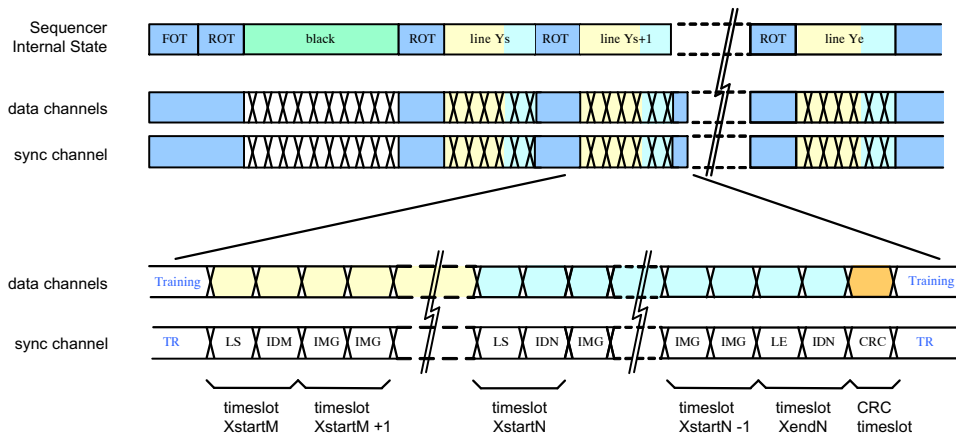 Sequencer
Internal State
FOT ROT black ROT line Ys ROT line Ys+1 ROT line Ye
data channels
sync channel
data channels
Training Training
sync channel
TR LS IDM IMG IMG LS IDN IMG IMG IMG LE IDN CRC TR
timeslot timeslot timeslot timeslot timeslot CRC
XstartM XstartM +1 XstartN XstartN -1 XendN timeslot